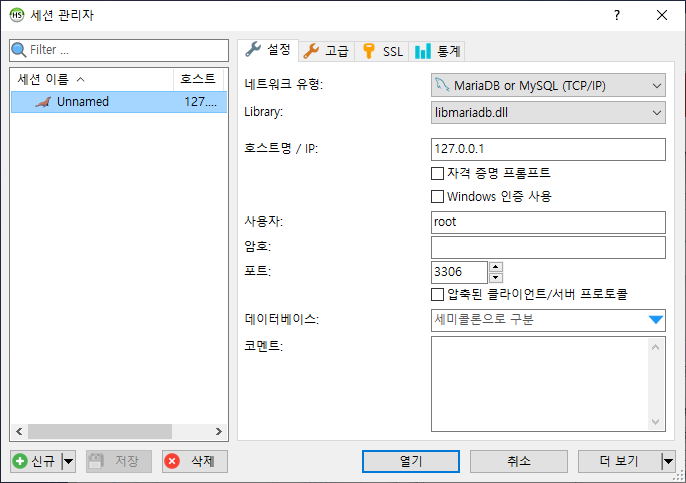 HS 세션 관리자
Filter ...
세션 이름 호스트
Unnamed 127....
설정 고급 SSL 통계
네트워크 유형: MariaDB or MySQL (TCP/IP)
Library: libmariadb.dll
호스트명 / IP: 127.0.0.1
자격 증명 프롬프트
Windows 인증 사용
사용자: root
암호:
포트: 3306
압축된 클라이언트/서버 프로토콜
데이터베이스: 세미콜론으로 구분
코멘트:
신규 저장 삭제 열기 취소 더 보기